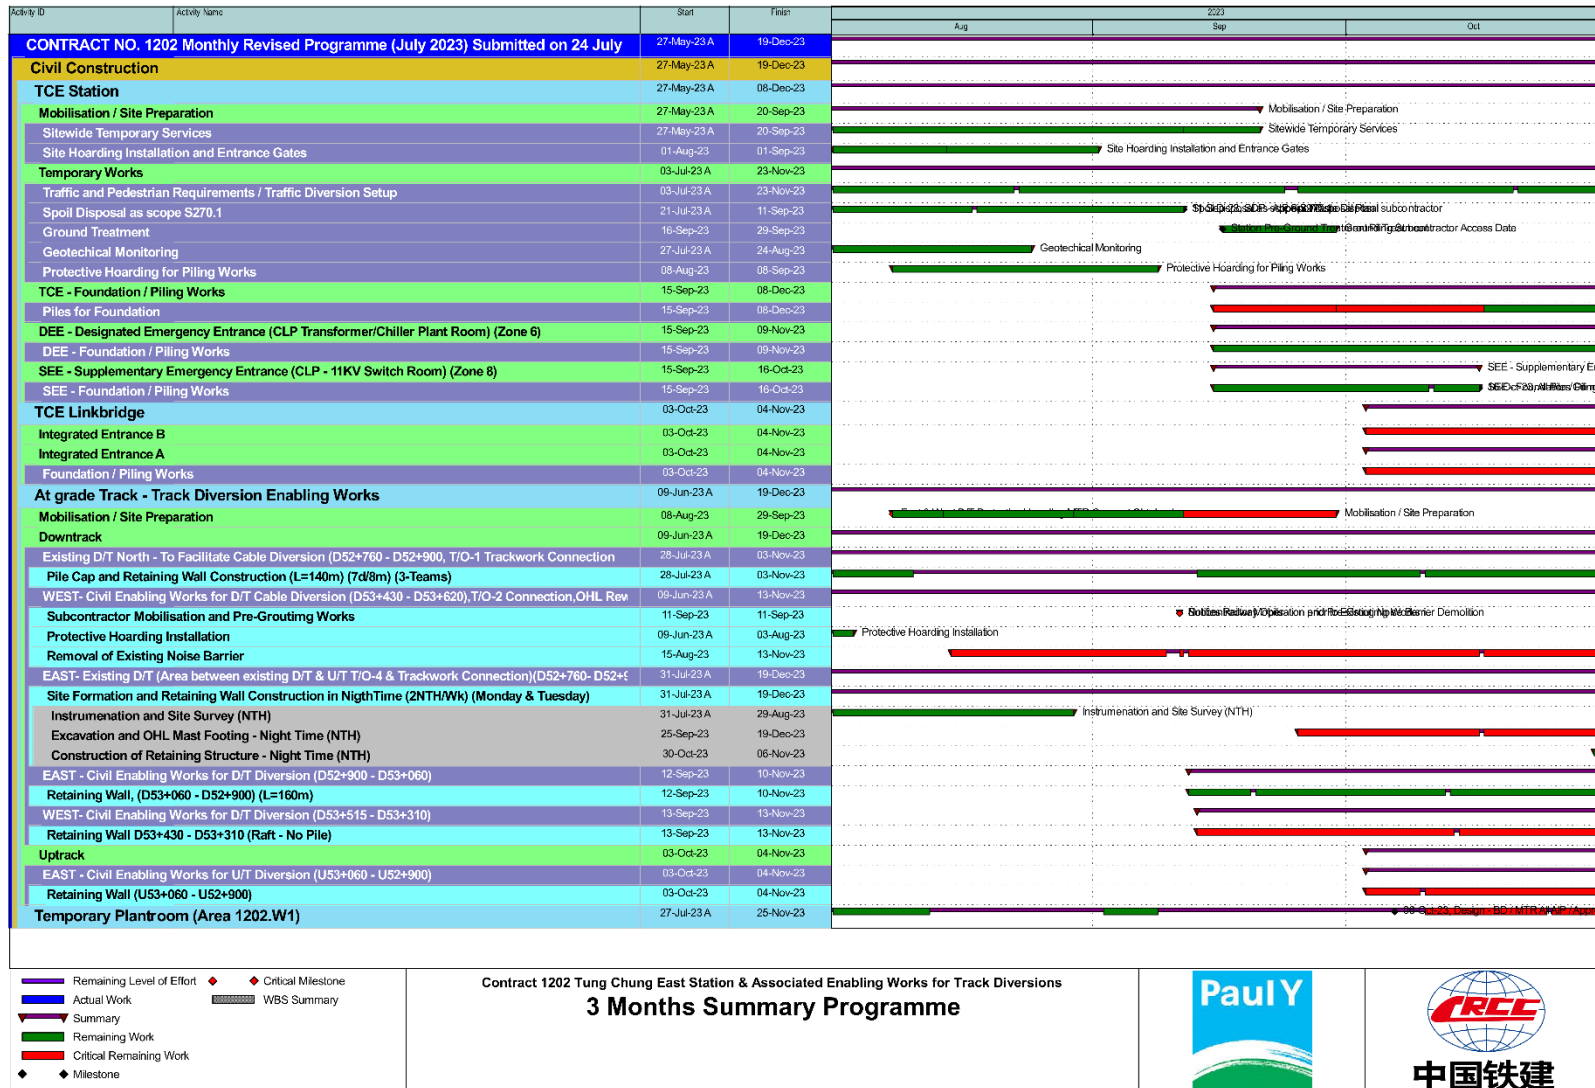 Activity ID Activity Name Start Finish 2023
Aug Sep Oct
CONTRACT NO. 1202 Monthly Revised Programme (July 2023) Submitted on 24 July 27-May-23 A 19-Dec-23
Civil Construction 27-May-23 A 19-Dec-23
TCE Station 27-May-23 A 08-Dec-23
Mobilisation / Site Preparation 27-May-23 A 20-Sep-23 Mobilisation / Site Preparation
Sitewide Temporary Services 27-May-23 A 20-Sep-23 Sitewide Temporary Services
Site Hoarding Installation and Entrance Gates 01-Aug-23 01-Sep-23 Site Hoarding Installation and Entrance Gates
Temporary Works 03-Jul-23 A 23-Nov-23
Traffic and Pedestrian Requirements / Traffic Diversion Setup 03-Jul-23 A 23-Nov-23
Spoil Disposal as scope S270.1 21-Jul-23 A 11-Sep-23 subcontractor
Ground Treatment 16-Sep-23 29-Sep-23 Station Pre-Ground Access Date
Geotechnical Monitoring 27-Jul-23 A 24-Aug-23 Geotechical Monitoring
Protective Hoarding for Piling Works 08-Aug-23 08-Sep-23 Protective Hoarding for Piling Works
TCE - Foundation / Piling Works 15-Sep-23 08-Dec-23
Piles for Foundation 15-Sep-23 08-Dec-23
DEE - Designated Emergency Entrance (CLP Transformer/Chiller Plant Room) (Zone 6) 15-Sep-23 09-Nov-23
DEE - Foundation / Piling Works 15-Sep-23 09-Nov-23
SEE - Supplementary Emergency Entrance (CLP - 11KV Switch Room) (Zone 8) 15-Sep-23 16-Oct-23 SEE - Supplementary Er
SEE - Foundation / Piling Works 15-Sep-23 16-Oct-23
TCE Linkbridge 03-Oct-23 04-Nov-23
Integrated Entrance B 03-Oct-23 04-Nov-23
Integrated Entrance A 03-Oct-23 04-Nov-23
Foundation / Piling Works 03-Oct-23 04-Nov-23
At grade Track - Track Diversion Enabling Works 09-Jun-23 A 19-Dec-23
Mobilisation / Site Preparation 08-Aug-23 29-Sep-23 Mobilisation / Site Preparation
Downtrack 09-Jun-23 A 19-Dec-23
Existing D/T North - To Facilitate Cable Diversion (D52+760 - D52+900, T/O-1 Trackwork Connection 28-Jul-23 A 03-Nov-23
Pile Cap and Retaining Wall Construction (L=140m) (7d/8m) (3-Teams) 28-Jul-23 A 03-Nov-23
WEST- Civil Enabling Works for D/T Cable Diversion (D53+430 - D53+620),T/O-2 Connection,OHL Rew 09-Jun-23 A 13-Nov-23
Subcontractor Mobilisation and Pre-Groutimg Works 11-Sep-23 11-Sep-23 Barrier Demolition
Protective Hoarding Installation 09-Jun-23 A 03-Aug-23 Protective Hoarding Installation
Removal of Existing Noise Barrier 15-Aug-23 13-Nov-23
EAST- Existing D/T (Area between existing D/T & U/T T/O-4 & Trackwork Connection)(D52+760- D52+ 31-Jul-23 A 19-Dec-23
Site Formation and Retaining Wall Construction in NigthTime (2NTH/Wk) (Monday & Tuesday) 31-Jul-23 A 19-Dec-23
Instrumenation and Site Survey (NTH) 31-Jul-23 A 29-Aug-23 Instrumenation and Site Survey (NTH)
Excavation and OHL Mast Footing - Night Time (NTH) 25-Sep-23 19-Dec-23
Construction of Retaining Structure - Night Time (NTH) 30-Oct-23 06-Nov-23
EAST - Civil Enabling Works for D/T Diversion (D52+900 - D53+060) 12-Sep-23 10-Nov-23
Retaining Wall, (D53+060 - D52+900) (L=160m) 12-Sep-23 10-Nov-23
WEST- Civil Enabling Works for D/T Diversion (D53+515 - D53+310) 13-Sep-23 13-Nov-23
Retaining Wall D53+430 - D53+310 (Raft - No Pile) 13-Sep-23 13-Nov-23
Uptrack 03-Oct-23 04-Nov-23
EAST - Civil Enabling Works for U/T Diversion (U53+060 - U52+900) 03-Oct-23 04-Nov-23
Retaining Wall (U53+060 - U52+900) 03-Oct-23 04-Nov-23
Temporary Plantroom (Area 1202.W1) 27-Jul-23 A 25-Nov-23
Remaining Level of Effort Critical Milestone
Actual Work WBS Summary
Summary
Remaining Work
Critical Remaining Work
Milestone
Contract 1202 Tung Chung East Station & Associated Enabling Works for Track Diversions
3 Months Summary Programme
Paul Y
CRCC
中国铁建